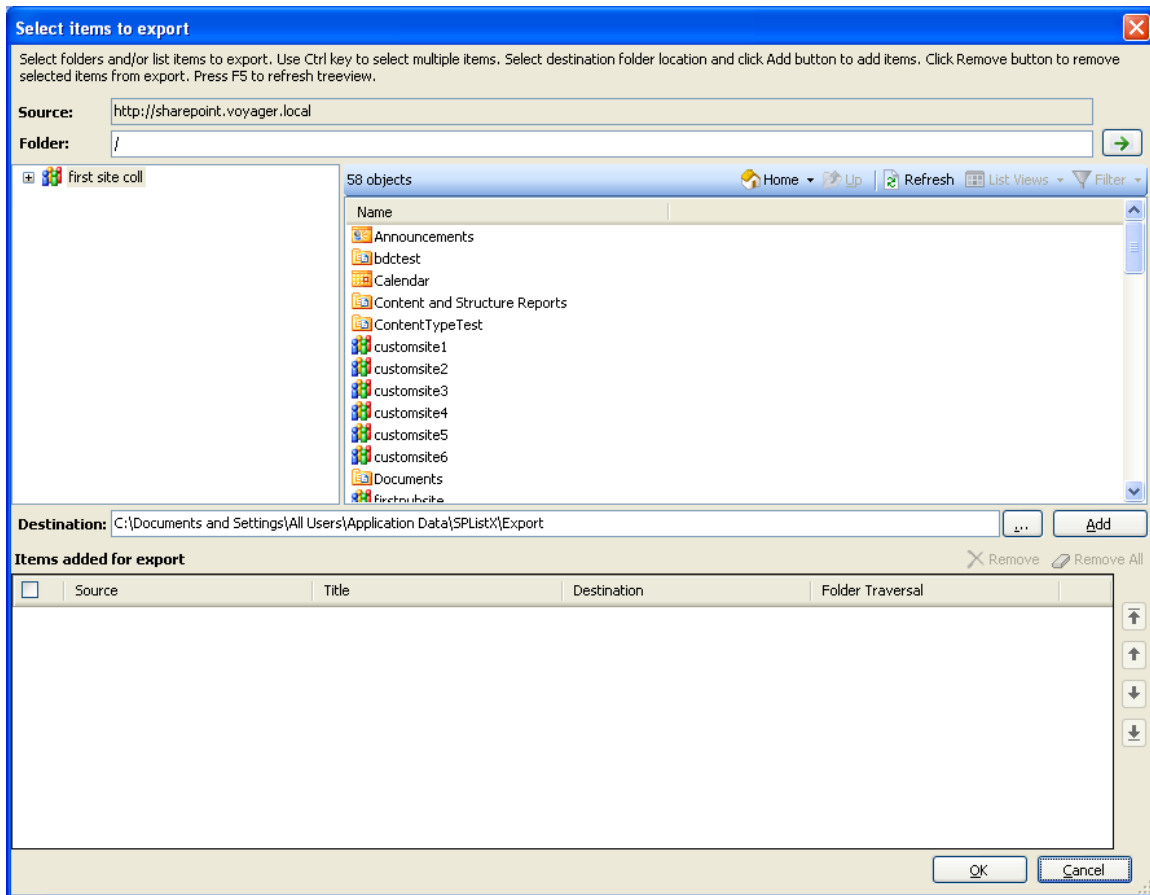 Select items to export
Select folders and/or list items to export. Use Ctrl key to select multiple items. Select destination folder location and click Add button to add items. Click Remove button to remove
selected items from export. Press F5 to refresh treeview.
Source: http://sharepoint.voyager.local
Folder: /
first site coll
58 objects Home Up Refresh List Views Filter
Name
Announcements
bdctest
Calendar
Content and Structure Reports
ContentTypeTest
customsite1
customsite2
customsite3
customsite4
customsite5
customsite6
Documents
firstpubsite
Destination: C:\Documents and Settings\All Users\Application Data\SPListX\Export ... Add
Items added for export Remove Remove All
Source Title Destination Folder Traversal
OK Cancel